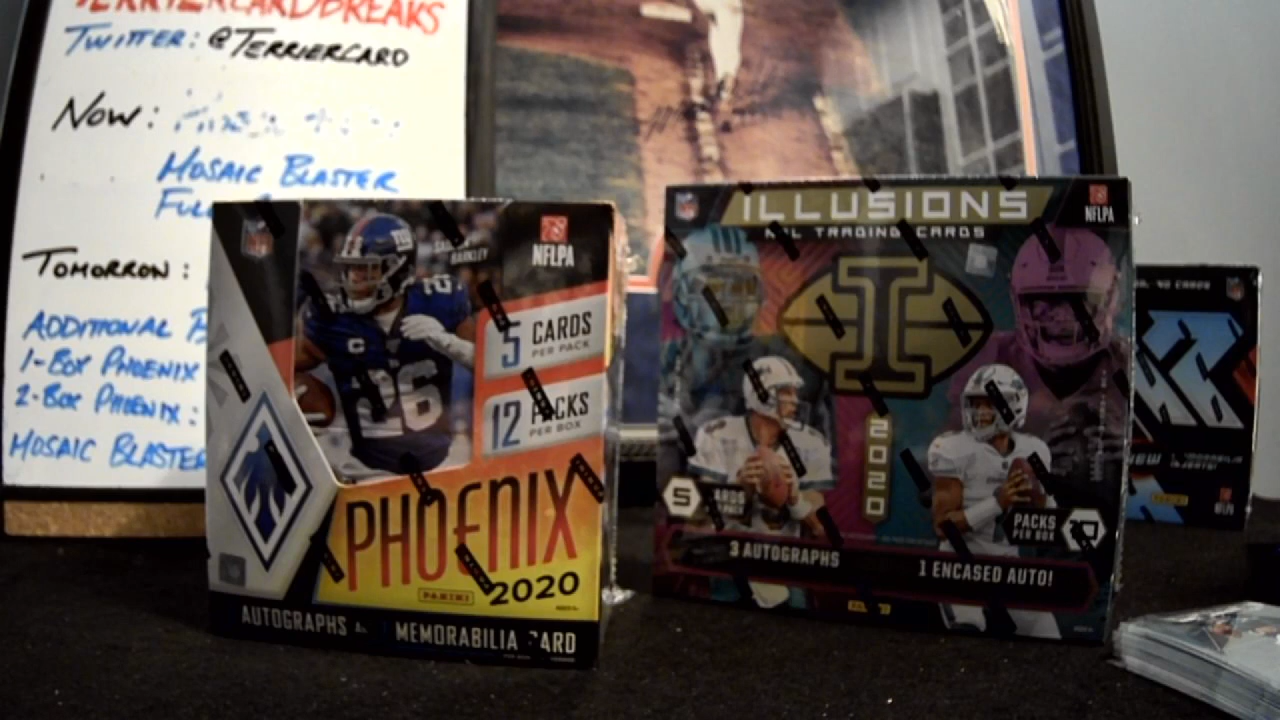 TERRIERCARDBREAKS
TWITTER: @TERRIERCARD
NOW:
MOSAIC BLASTER
TOMORROW:
ADDITIONAL
1-BOX PHOENIX
2-BOX PHOENIX:
MOSAIC BLASTER
NFLPA
BARKLEY
26
5 CARDS
PER PACK
12 PACKS
PER BOX
PHOENIX
PANINI
2020
AUTOGRAPHS
MEMORABILIA CARD
ILLUSIONS
NFL TRADING CARDS
NFLPA
2020
5
PACKS
PER BOX
3 AUTOGRAPHS
1 ENCASED AUTO!